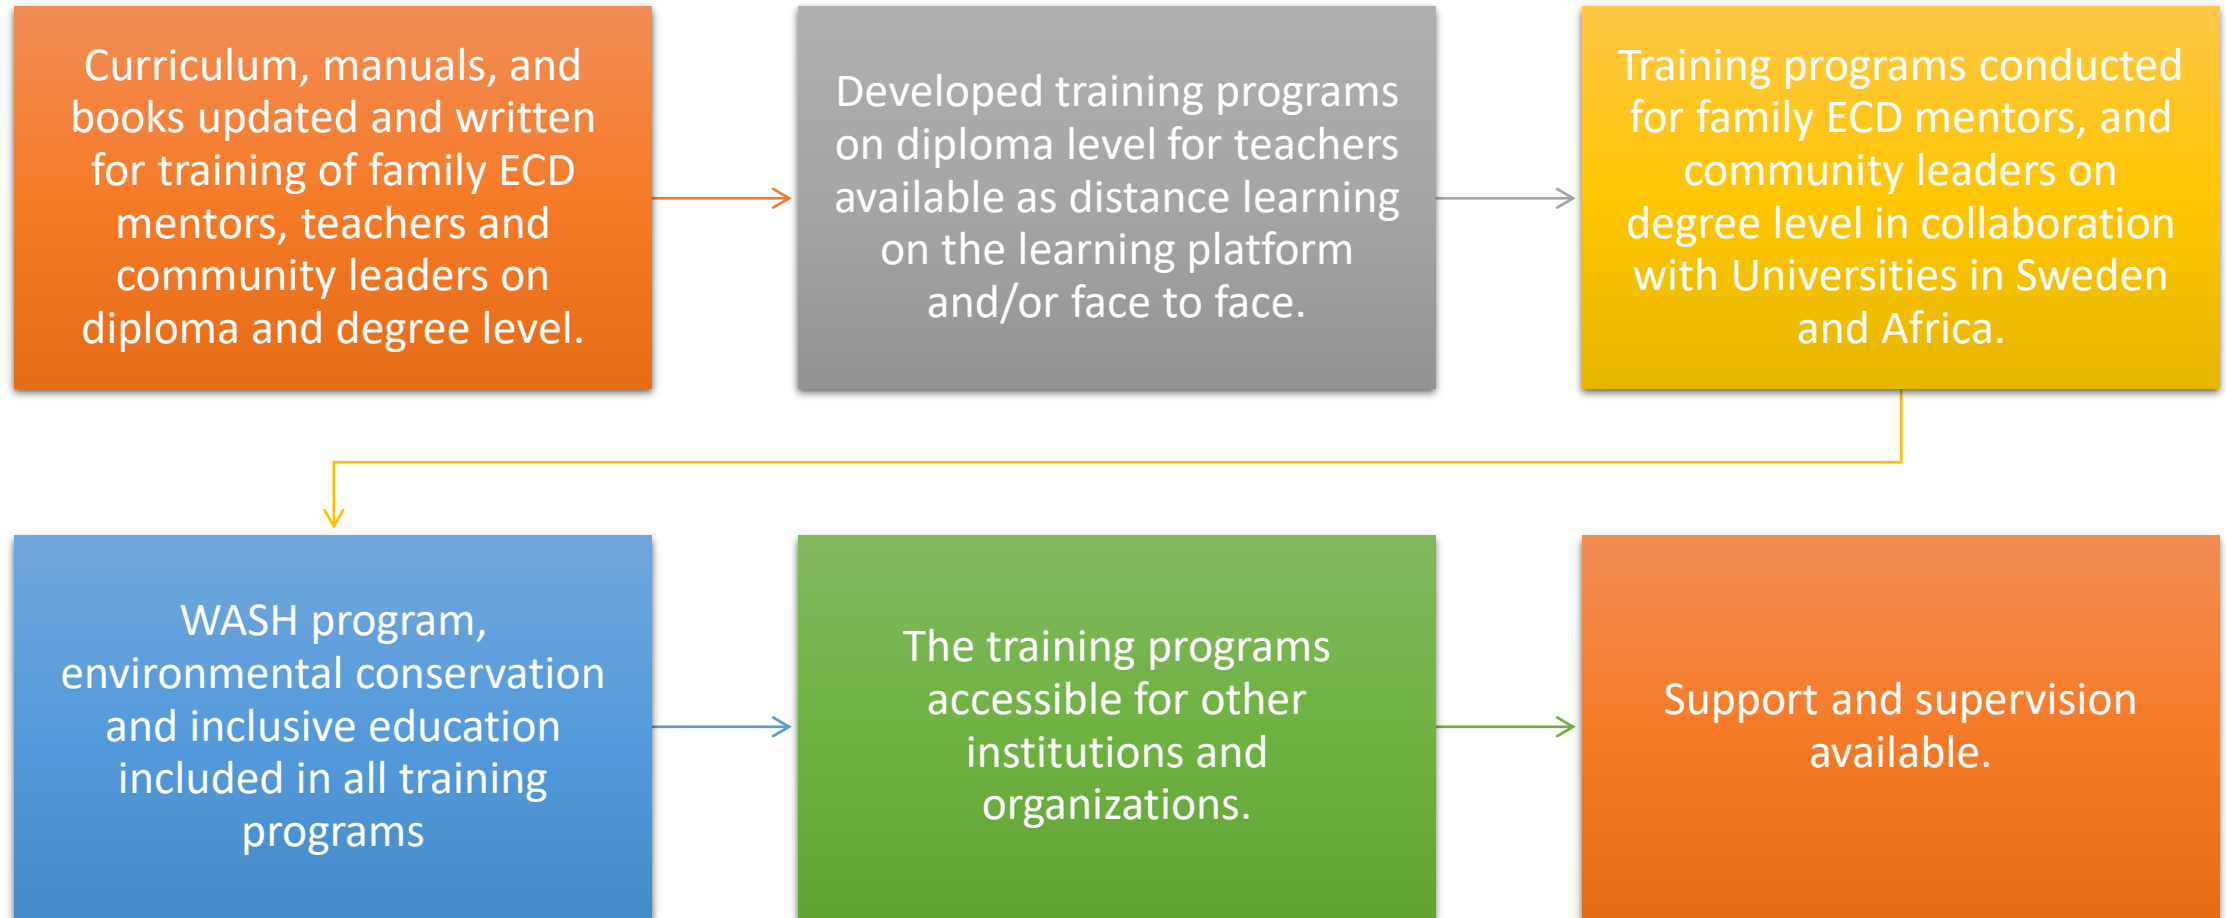 Curriculum, manuals, and
books updated and written
for training of family ECD
mentors, teachers and
community leaders on
diploma and degree level.
Developed training programs
on diploma level for teachers
available as distance learning
on the learning platform
and/or face to face.
Training programs conducted
for family ECD mentors, and
community leaders on
degree level in collaboration
with Universities in Sweden
and Africa.
WASH program,
environmental conservation
and inclusive education
included in all training
programs
The training programs
accessible for other
institutions and
organizations.
Support and supervision
available.